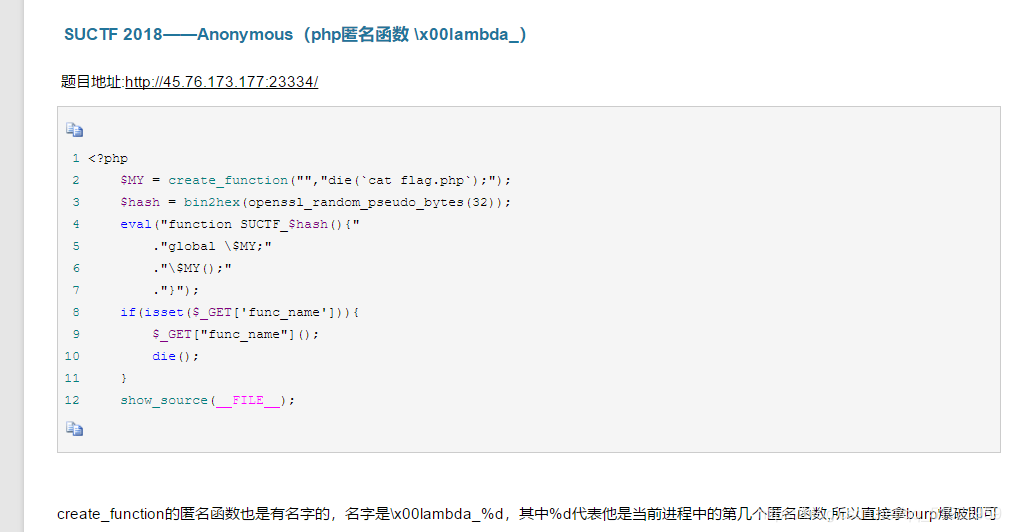 SUCTF 2018——Anonymous（php匿名函数 \x00lambda_）
题目地址:http://45.76.173.177:23334/
1 <?php
2     $MY = create_function("","die(`cat flag.php`);");
3     $hash = bin2hex(openssl_random_pseudo_bytes(32));
4     eval("function SUCTF_$hash(){"
5         ."global \$MY;"
6         ."\$MY();"
7         ."}");
8     if(isset($_GET['func_name'])){
9         $_GET["func_name"]();
10         die();
11     }
12     show_source(__FILE__);
create_function的匿名函数也是有名字的，名字是\x00lambda_%d，其中%d代表他是当前进程中的第几个匿名函数,所以直接拿burp爆破即可